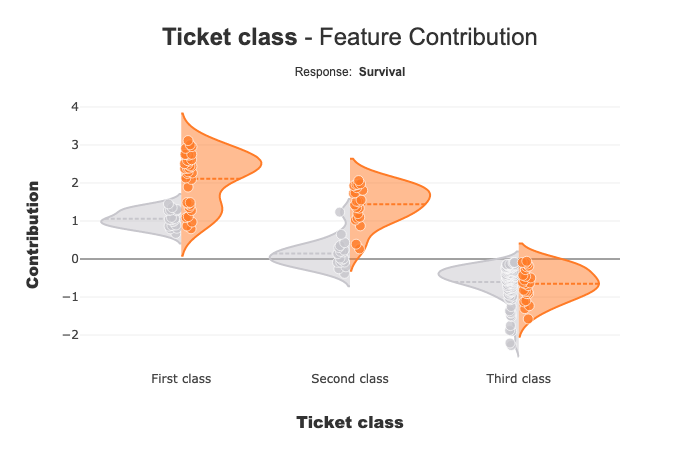 Ticket class - Feature Contribution
Response: Survival
4
3
2
1
0
−1
−2
Contribution
First class
Second class
Third class
Ticket class